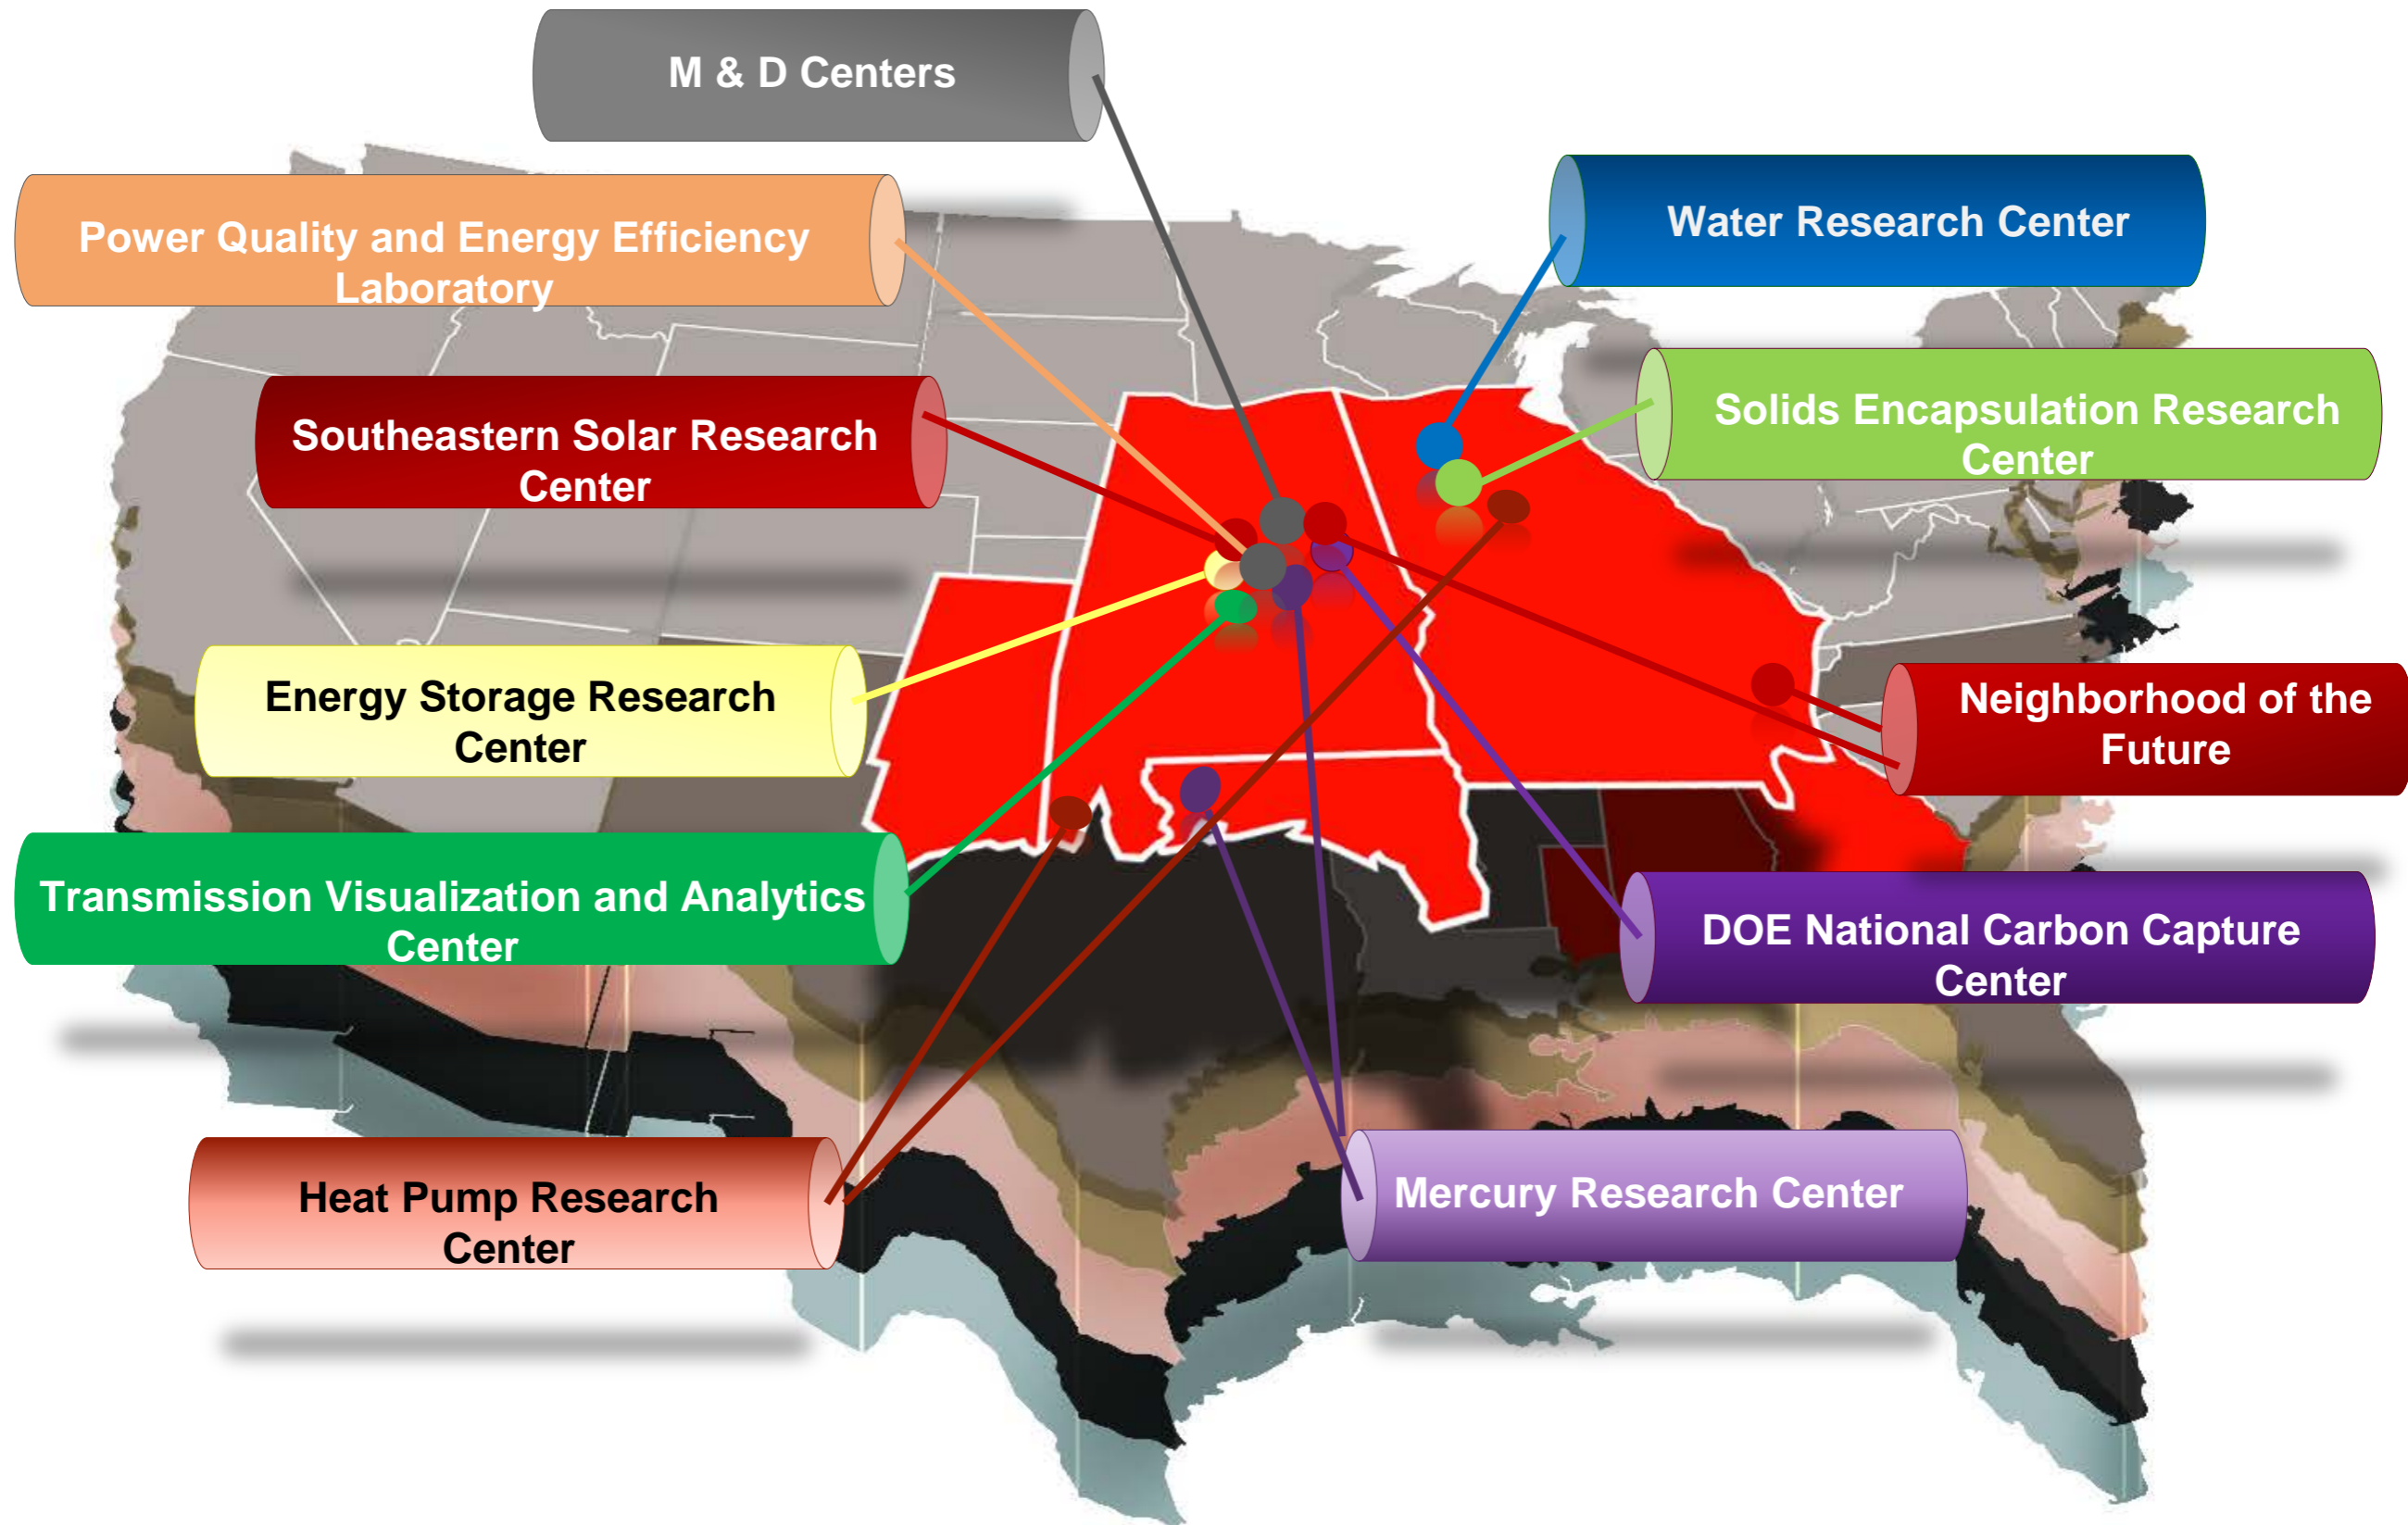 M & D Centers
Power Quality and Energy Efficiency
Laboratory
Water Research Center
Southeastern Solar Research
Center
Solids Encapsulation Research
Center
Energy Storage Research
Center
Neighborhood of the
Future
Transmission Visualization and Analytics
Center
DOE National Carbon Capture
Center
Heat Pump Research
Center
Mercury Research Center